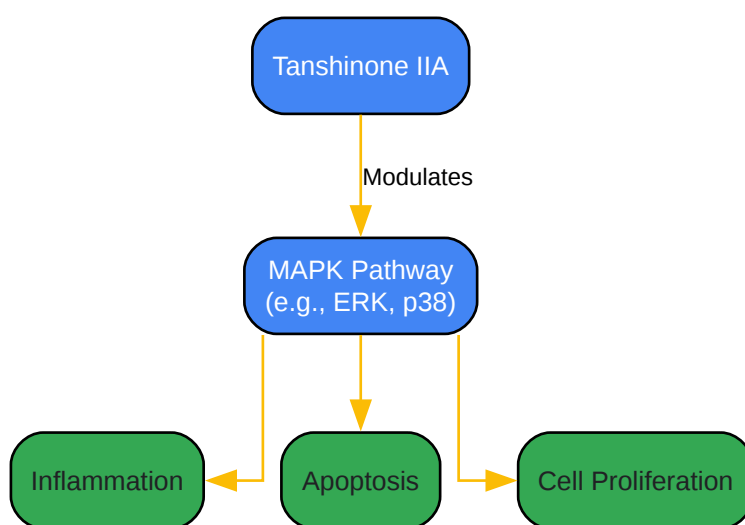 Tanshinone IIA
Modulates
MAPK Pathway
(e.g., ERK, p38)
Inflammation
Apoptosis
Cell Proliferation